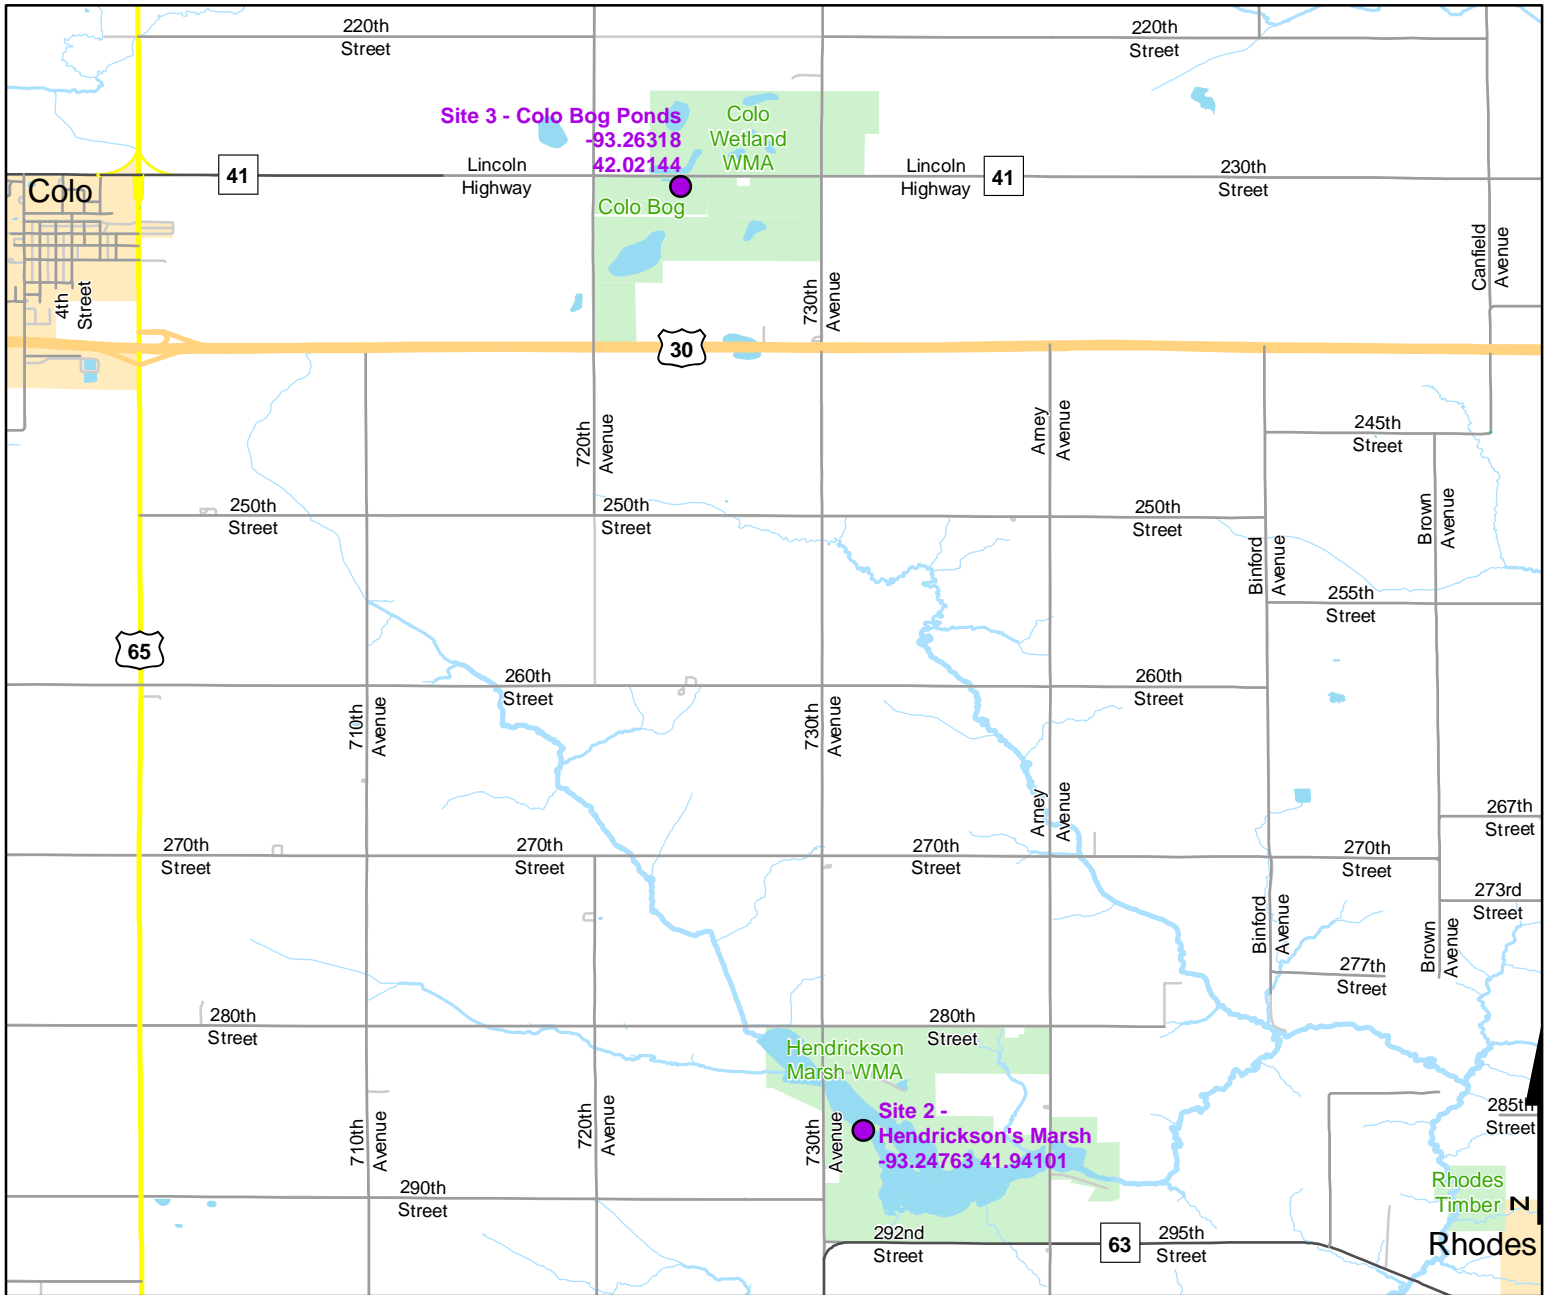 220th
Street
220th
Street
Site 3 - Colo Bog Ponds
-93.26318
42.02144
Colo
Wetland
WMA
Colo
41
Lincoln
Highway
Lincoln
Highway
41
230th
Street
Colo Bog
Canfield
Avenue
4th
Street
730th
Avenue
30
720th
Avenue
Arney
Avenue
245th
Street
250th
Street
250th
Street
250th
Street
Brown
Avenue
Binford
Avenue
255th
Street
65
260th
Street
260th
Street
710th
Avenue
730th
Avenue
Arney
Avenue
267th
Street
270th
Street
270th
Street
270th
Street
270th
Street
273rd
Street
Binford
Avenue
Brown
Avenue
277th
Street
280th
Street
280th
Street
Hendrickson
Marsh WMA
Site 2 -
Hendrickson's Marsh
-93.24763 41.94101
710th
Avenue
720th
Avenue
730th
Avenue
285th
Street
290th
Street
Rhodes
Timber
N
292nd
Street
63
295th
Street
Rhodes